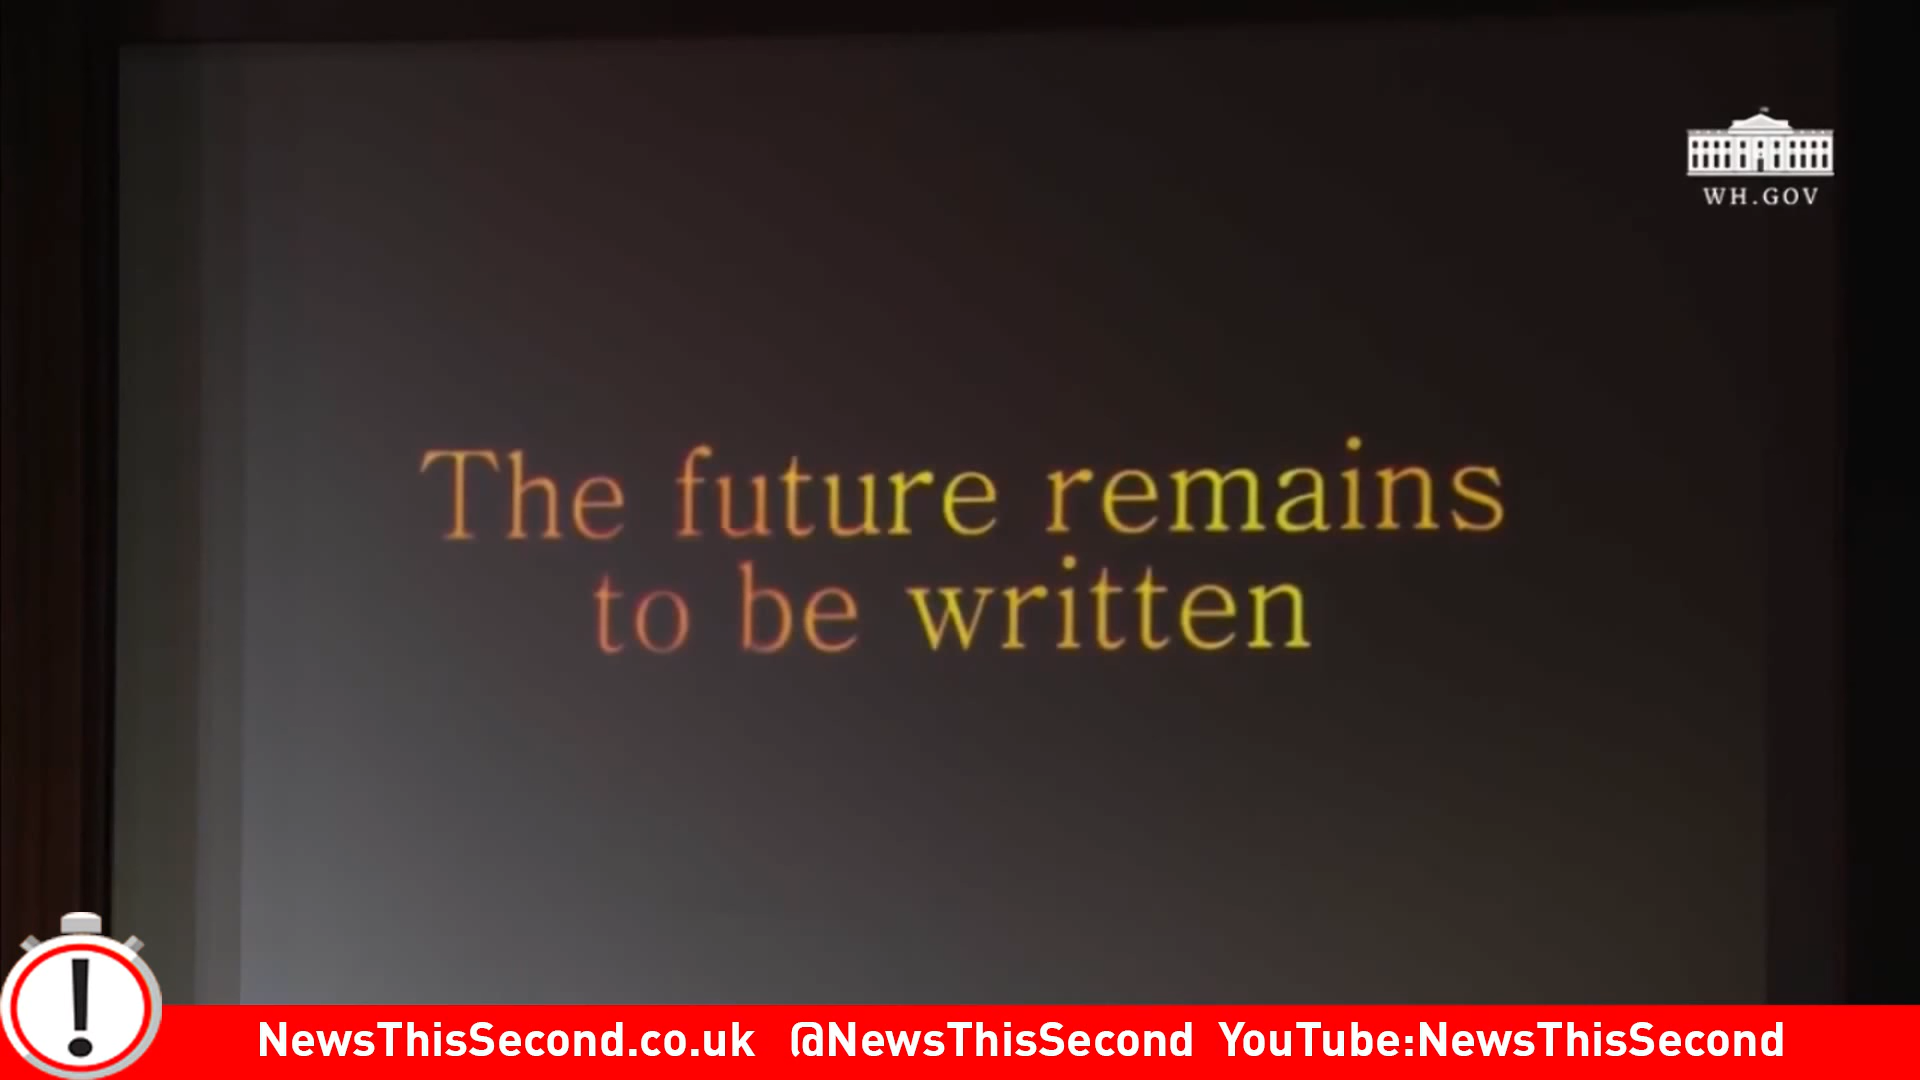 WH.GOV
The future remains
to be written
!
NewsThisSecond.co.uk @NewsThisSecond YouTube:NewsThisSecond